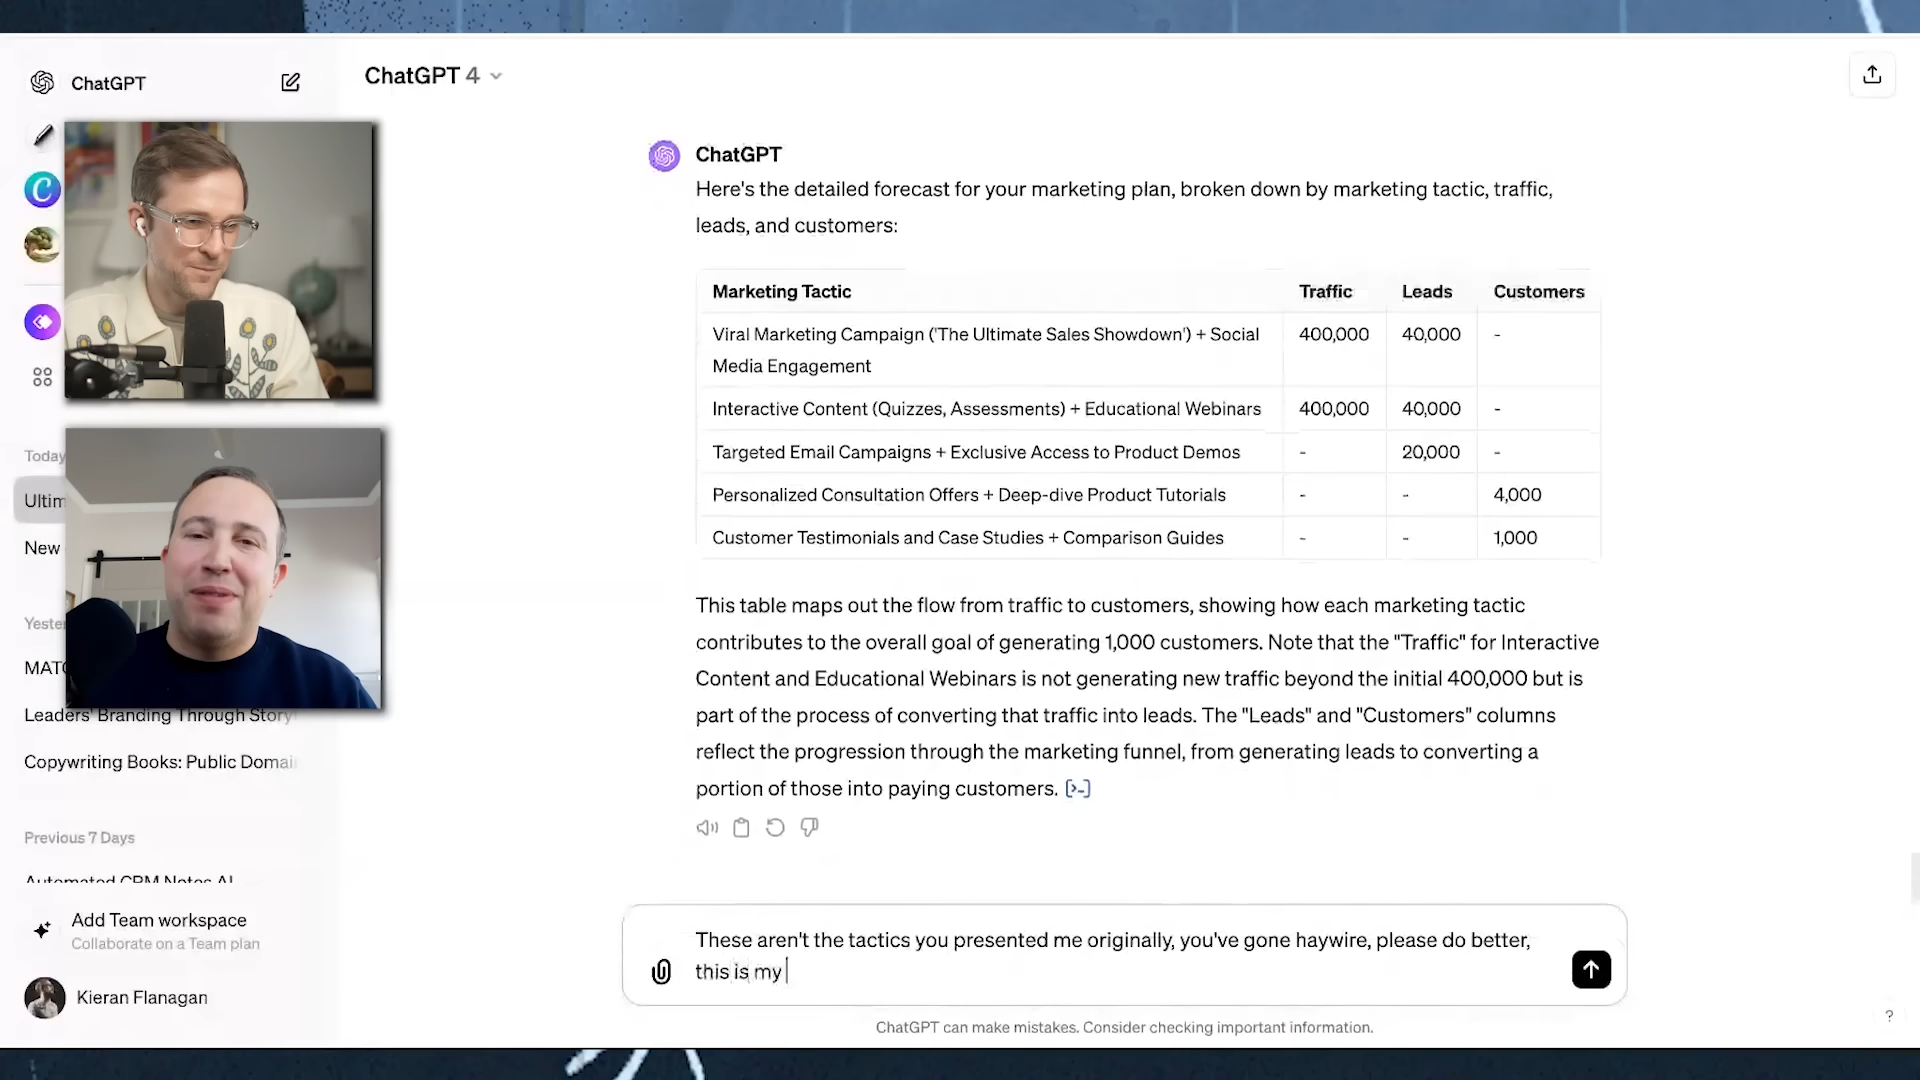 ChatGPT
ChatGPT 4
Today
Ultim
New
Yester
MATC
Leaders' Branding Through Story
Copywriting Books: Public Domai
Previous 7 Days
Automated CRM Notes AI
Add Team workspace
Collaborate on a Team plan
Kieran Flanagan
ChatGPT
Here's the detailed forecast for your marketing plan, broken down by marketing tactic, traffic,
leads, and customers:
Marketing Tactic Traffic Leads Customers
Viral Marketing Campaign ('The Ultimate Sales Showdown') + Social 400,000 40,000 -
Media Engagement
Interactive Content (Quizzes, Assessments) + Educational Webinars 400,000 40,000 -
Targeted Email Campaigns + Exclusive Access to Product Demos - 20,000 -
Personalized Consultation Offers + Deep-dive Product Tutorials - - 4,000
Customer Testimonials and Case Studies + Comparison Guides - - 1,000
This table maps out the flow from traffic to customers, showing how each marketing tactic
contributes to the overall goal of generating 1,000 customers. Note that the "Traffic" for Interactive
Content and Educational Webinars is not generating new traffic beyond the initial 400,000 but is
part of the process of converting that traffic into leads. The "Leads" and "Customers" columns
reflect the progression through the marketing funnel, from generating leads to converting a
portion of those into paying customers. [>-]
These aren't the tactics you presented me originally, you've gone haywire, please do better,
this is my
ChatGPT can make mistakes. Consider checking important information.
?